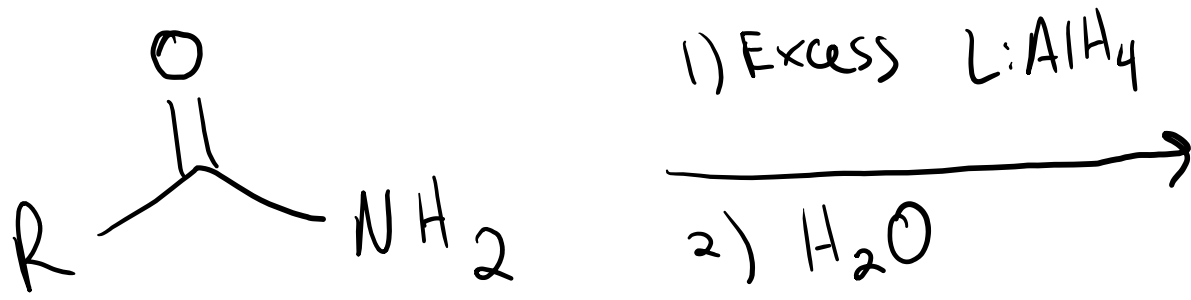 O
R
NH2
1) Excess LiAlH4
2) H2O